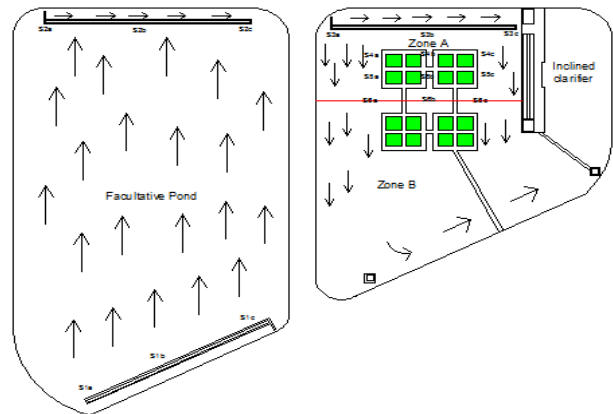 S2a S2b S2c
Facultative Pond
S1c
S1b
S1a
S3a S3b S3c
Zone A
S4a S4c
S5a S5b S5c
S6a S6b S6c
Inclined
clarifier
Zone B